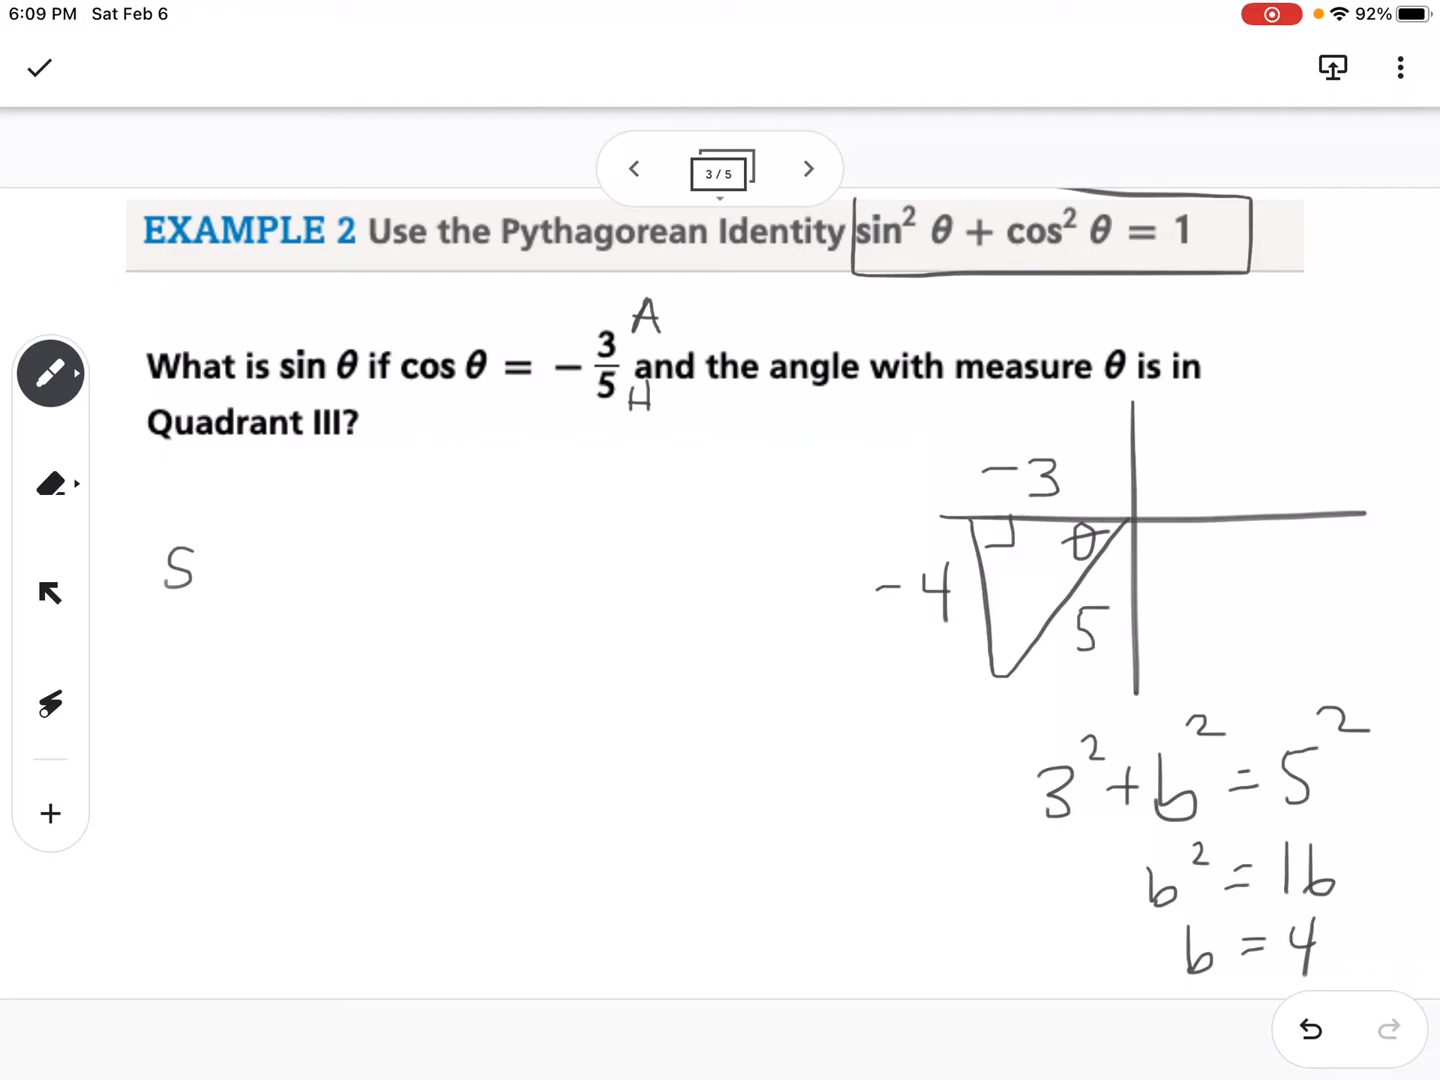 6:09 PM Sat Feb 6
92%
3 / 5
EXAMPLE 2 Use the Pythagorean Identity sin² θ + cos² θ = 1
What is sin θ if cos θ = − 3/5 and the angle with measure θ is in
A
H
Quadrant III?
−3
θ
S
−4
5
3² + b² = 5²
b² = 16
b = 4